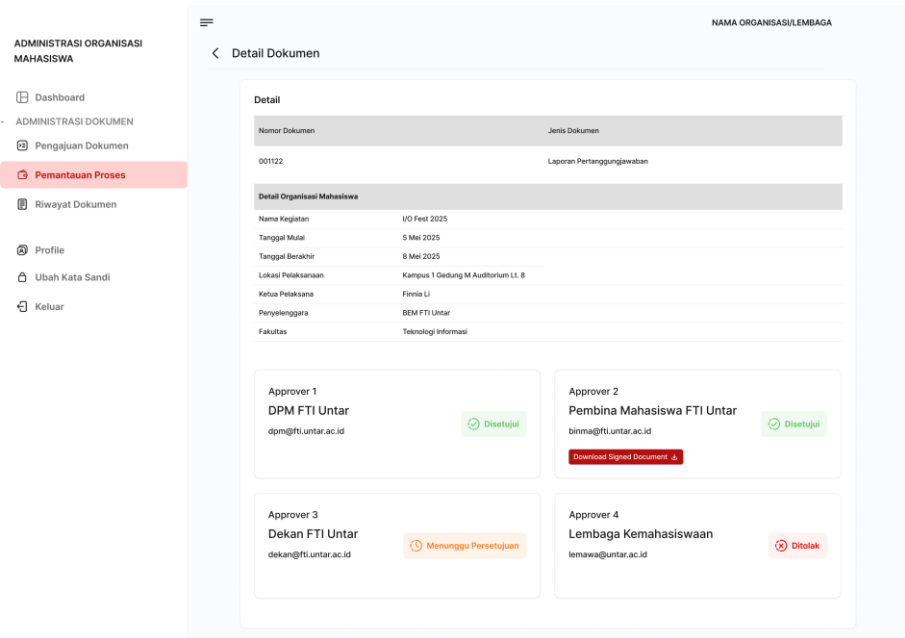 NAMA ORGANISASI/LEMBAGA
ADMINISTRASI ORGANISASI
MAHASISWA
Dashboard
- ADMINISTRASI DOKUMEN
Pengajuan Dokumen
Pemantauan Proses
Riwayat Dokumen
Profile
Ubah Kata Sandi
Keluar
Detail Dokumen
Detail
Nomor Dokumen Jenis Dokumen
001122 Laporan Pertanggungjawaban
Detail Organisasi Mahasiswa
Nama Kegiatan I/O Fest 2025
Tanggal Mulai 5 Mei 2025
Tanggal Berakhir 8 Mei 2025
Lokasi Pelaksanaan Kampus 1 Gedung M Auditorium Lt. 8
Ketua Pelaksana Finnia Li
Penyelenggara BEM FTI Untar
Fakultas Teknologi Informasi
Approver 1
DPM FTI Untar
dpm@fti.untar.ac.id
Disetujui
Approver 2
Pembina Mahasiswa FTI Untar
binma@fti.untar.ac.id
Disetujui
Download Signed Document
Approver 3
Dekan FTI Untar
dekan@fti.untar.ac.id
Menunggu Persetujuan
Approver 4
Lembaga Kemahasiswaan
lemawa@untar.ac.id
Ditolak